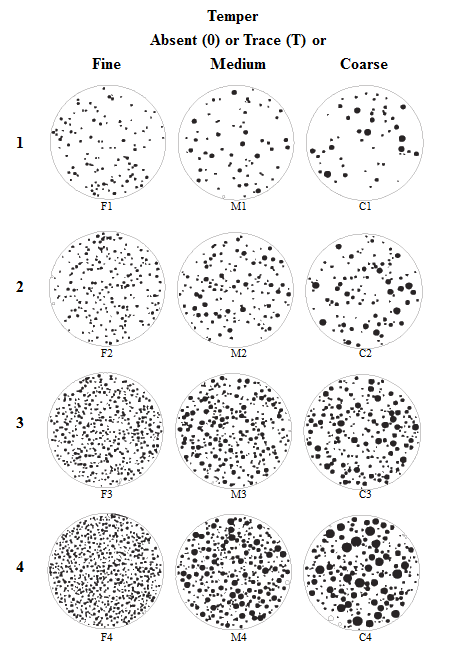 Temper
Absent (0) or Trace (T) or
Fine Medium Coarse
1
F1 M1 C1
2
F2 M2 C2
3
F3 M3 C3
4
F4 M4 C4